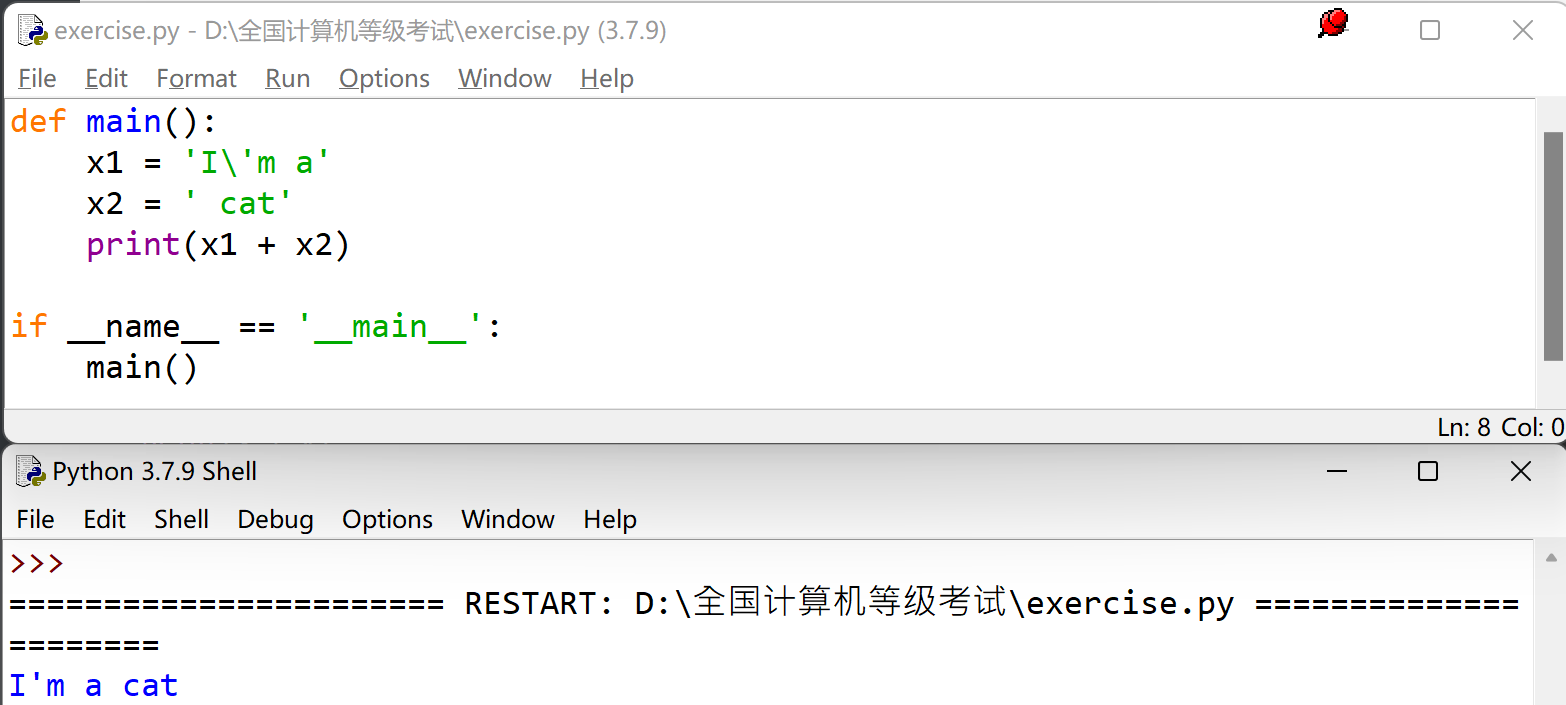 exercise.py - D:\全国计算机等级考试\exercise.py (3.7.9)
File Edit Format Run Options Window Help
def main():
    x1 = 'I\'m a'
    x2 = ' cat'
    print(x1 + x2)
if __name__ == '__main__':
    main()
Ln: 8 Col: 0
Python 3.7.9 Shell
File Edit Shell Debug Options Window Help
>>>
======================= RESTART: D:\全国计算机等级考试\exercise.py ==============
========
I'm a cat